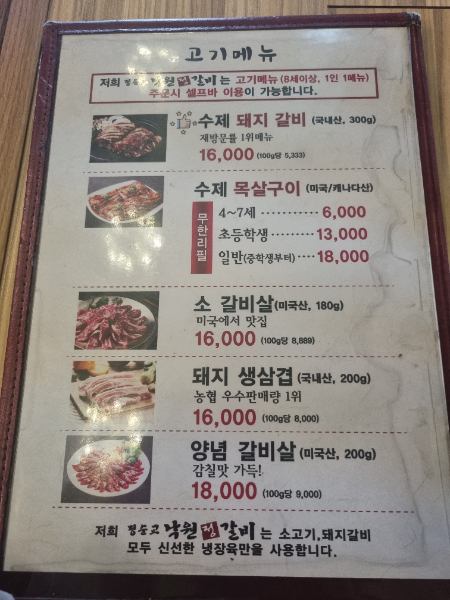 고기메뉴
저희 평송교 낙원정갈비는 고기메뉴 (8세이상, 1인 1메뉴)
주문시 셀프바 이용이 가능합니다.
수제 돼지 갈비 (국내산, 300g)
재방문률 1위메뉴
16,000 (100g당 5,333)
수제 목살구이 (미국/캐나다산)
무한리필
4~7세 ············ 6,000
초등학생 ········· 13,000
일반(중학생부터) ···· 18,000
소 갈비살 (미국산, 180g)
미국에서 맛집
16,000 (100g당 8,889)
돼지 생삼겹 (국내산, 200g)
농협 우수판매량 1위
16,000 (100g당 8,000)
양념 갈비살 (미국산, 200g)
감칠맛 가득!
18,000 (100g당 9,000)
저희 낙원정갈비는 소고기,돼지갈비
모두 신선한 냉장육만을 사용합니다.